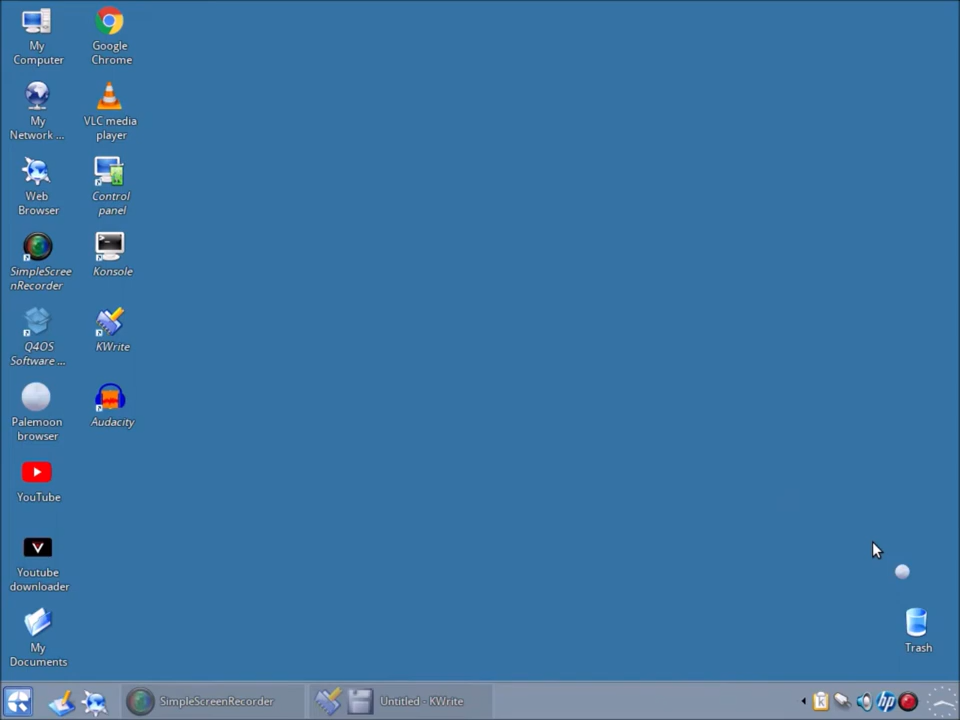 My
Computer
Google
Chrome
My
Network ...
VLC media
player
Web
Browser
Control
panel
SimpleScree
nRecorder
Konsole
Q4OS
Software ...
KWrite
Palemoon
browser
Audacity
YouTube
Youtube
downloader
My
Documents
Trash
SimpleScreenRecorder
Untitled - KWrite
K
hp